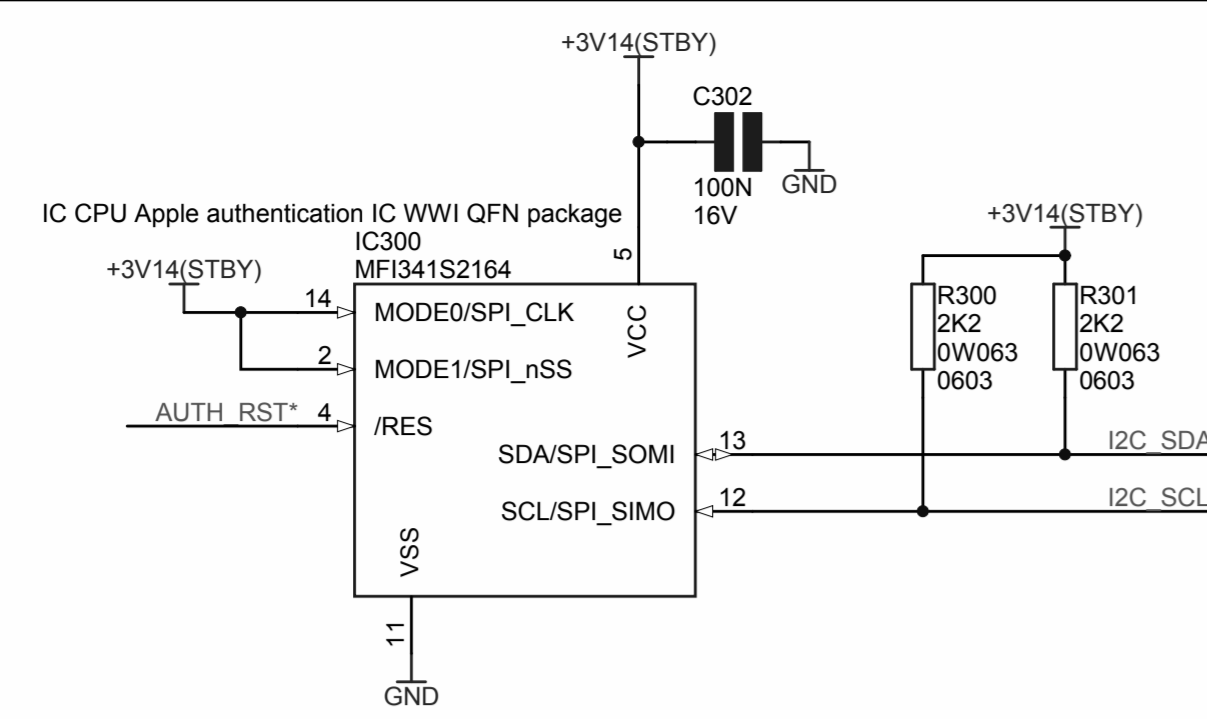 +3V14(STBY)
C302
100N
16V
GND
IC CPU Apple authentication IC WWI QFN package
IC300
MFI341S2164
+3V14(STBY)
+3V14(STBY)
5
VCC
14
MODE0/SPI_CLK
2
MODE1/SPI_nSS
AUTH_RST*
4
/RES
R300
2K2
0W063
0603
R301
2K2
0W063
0603
SDA/SPI_SOMI
13
I2C_SDA
SCL/SPI_SIMO
12
I2C_SCL
VSS
11
GND